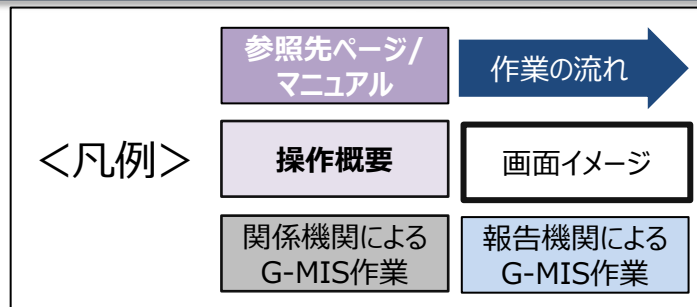 <凡例>
参照先ページ/
マニュアル
作業の流れ
操作概要
画面イメージ
関係機関による
G-MIS作業
報告機関による
G-MIS作業